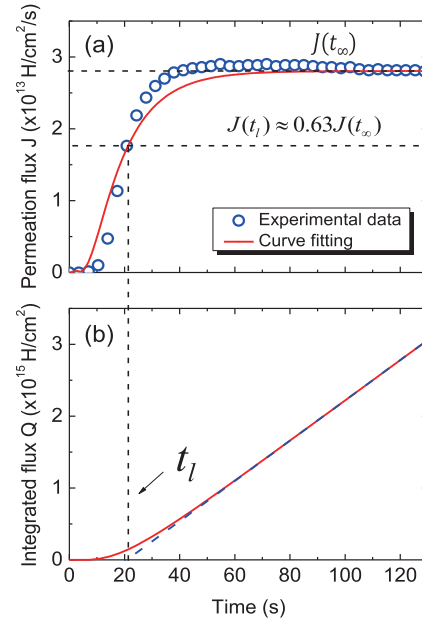 (a)
J(t∞)
J(tl) ≈ 0.63J(t∞)
Experimental data
Curve fitting
Permeation flux J (x10¹³ H/cm²/s)
3
2
1
0
(b)
tl
Integrated flux Q (x10¹⁵ H/cm²)
3
2
1
0
0 20 40 60 80 100 120
Time (s)